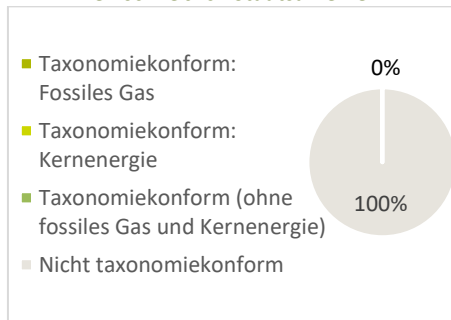 Taxonomiekonform:
Fossiles Gas
Taxonomiekonform:
Kernenergie
Taxonomiekonform (ohne
fossiles Gas und Kernenergie)
Nicht taxonomiekonform
0%
100%